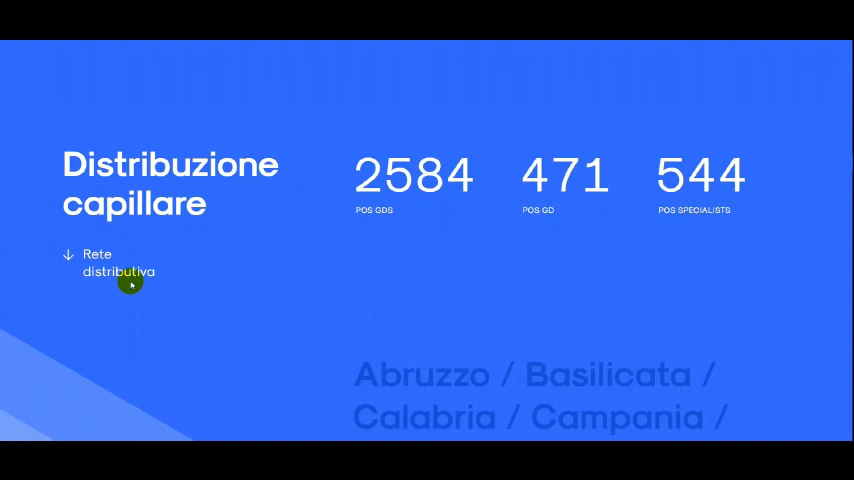 Distribuzione
capillare
↓ Rete
distributiva
2584 471 544
POS GDS POS GD POS SPECIALISTS
Abruzzo / Basilicata /
Calabria / Campania /